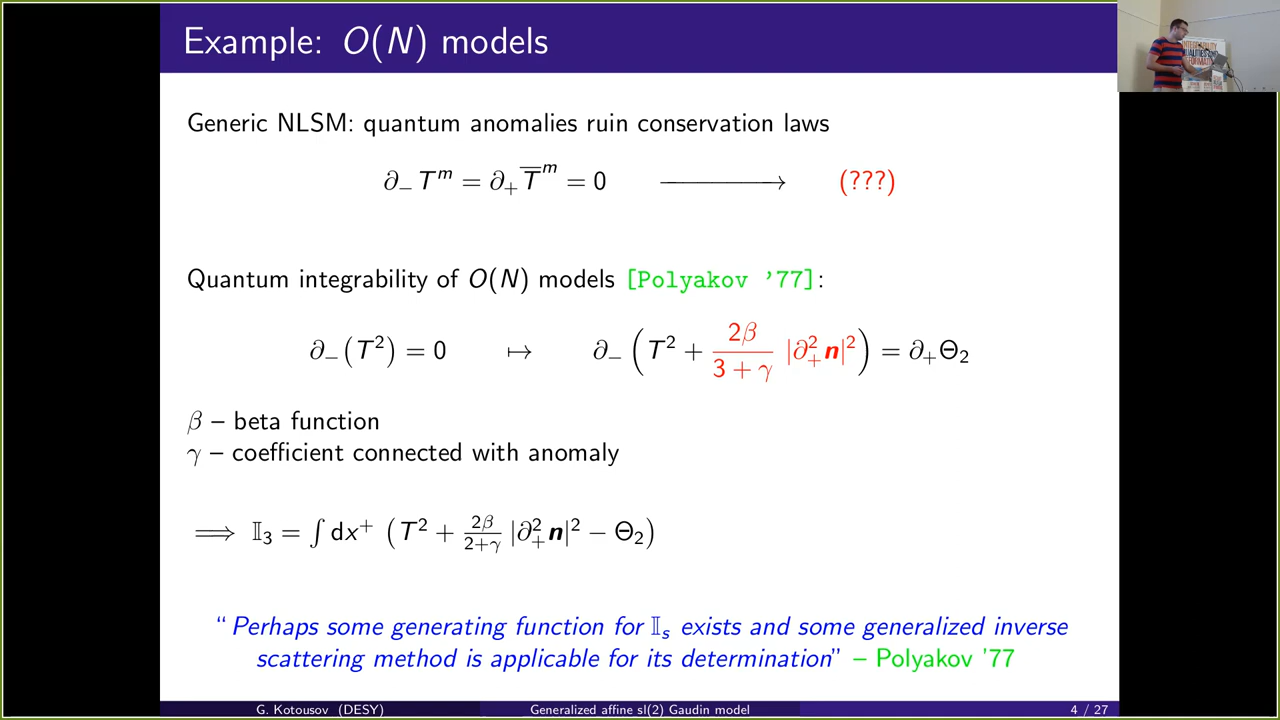 Example: O(N) models
Generic NLSM: quantum anomalies ruin conservation laws
∂₋ Tᵐ = ∂₊ T̅ᵐ = 0 ⟶ (???)
Quantum integrability of O(N) models [Polyakov '77]:
∂₋(T²) = 0 ↦ ∂₋(T² + 2β/(3 + γ) |∂₊²n|²) = ∂₊Θ₂
β – beta function
γ – coefficient connected with anomaly
⟹ 𝕀₃ = ∫ dx⁺ (T² + 2β/(2+γ) |∂₊²n|² − Θ₂)
“Perhaps some generating function for 𝕀ₛ exists and some generalized inverse
scattering method is applicable for its determination” – Polyakov '77
G. Kotousov (DESY) Generalized affine sl(2) Gaudin model 4 / 27